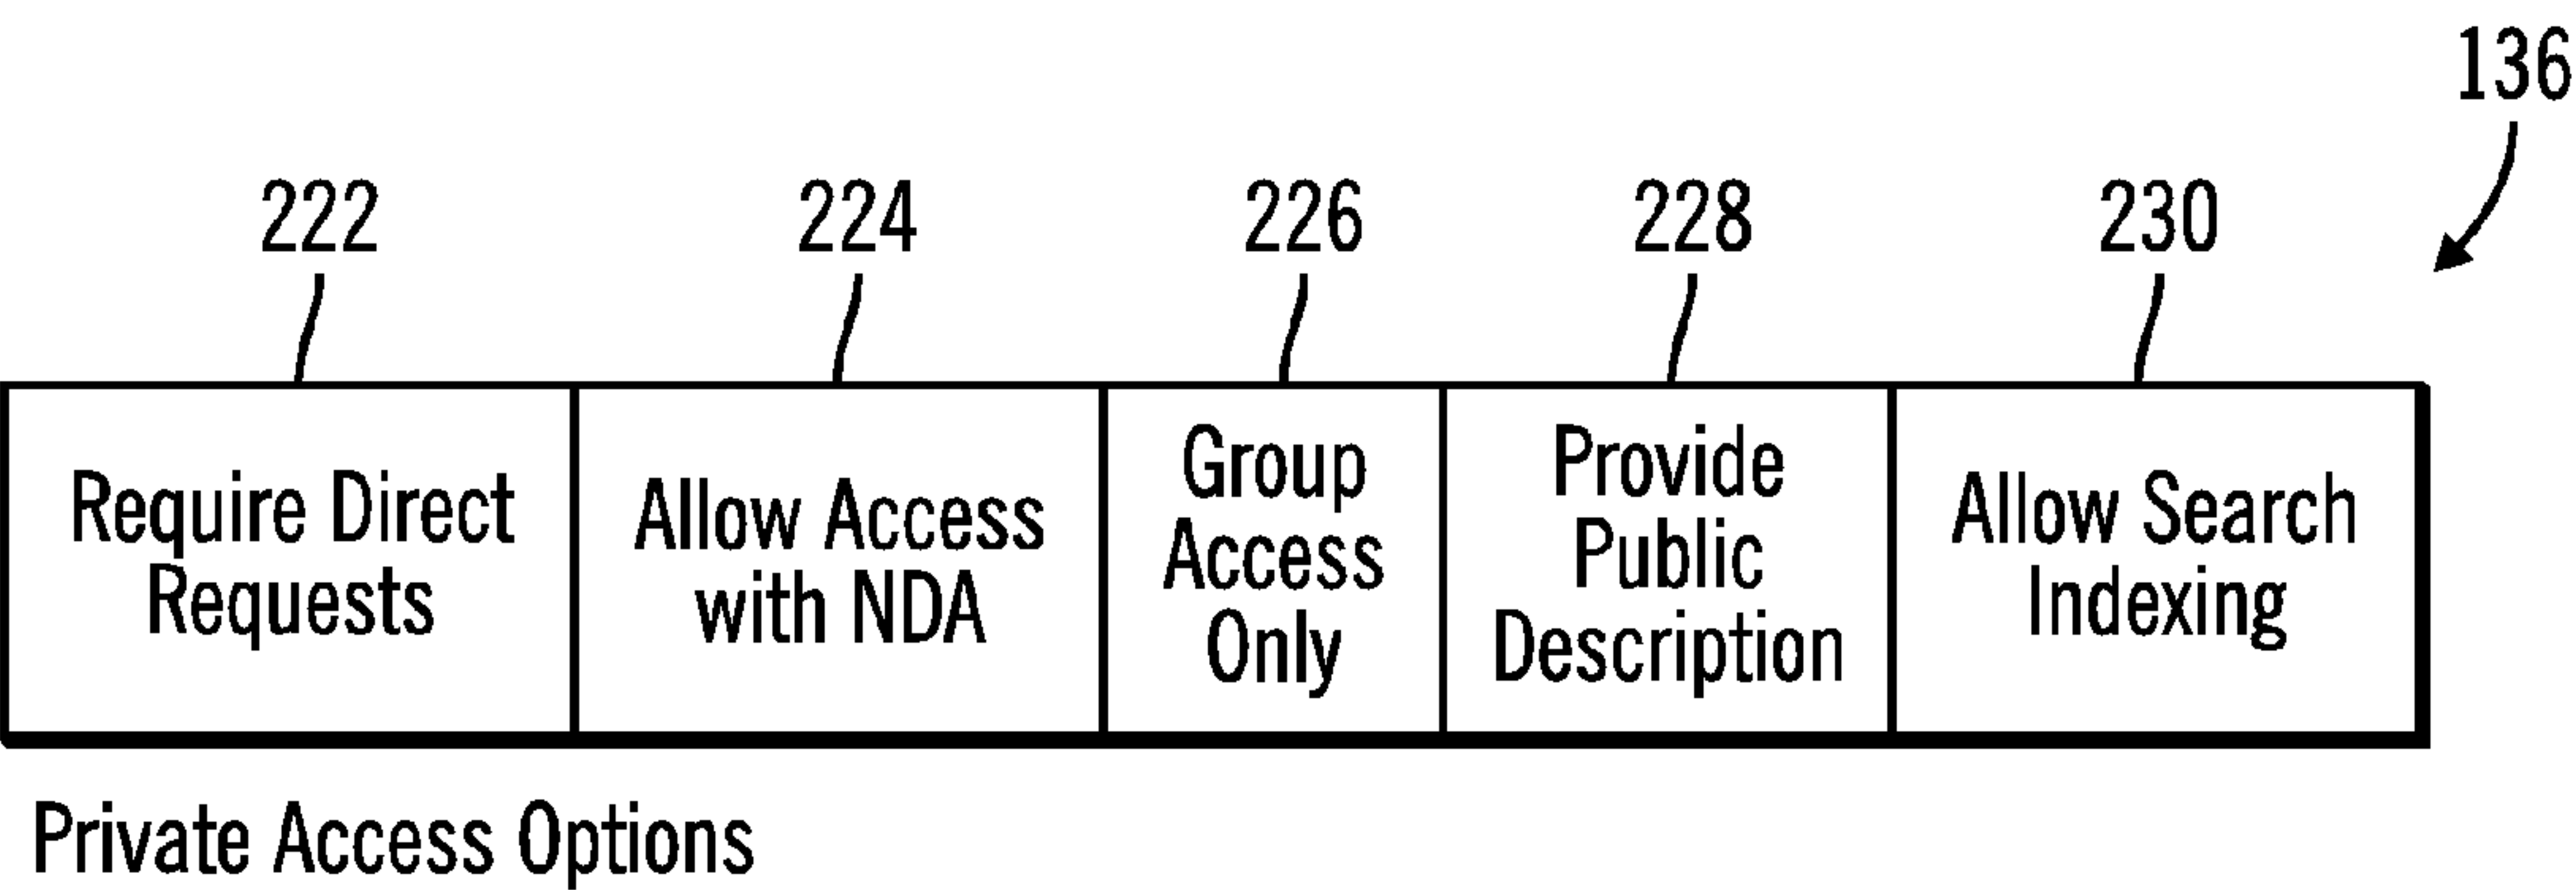 136
222
224
226
228
230
Require Direct
Requests
Allow Access
with NDA
Group
Access
Only
Provide
Public
Description
Allow Search
Indexing
Private Access Options